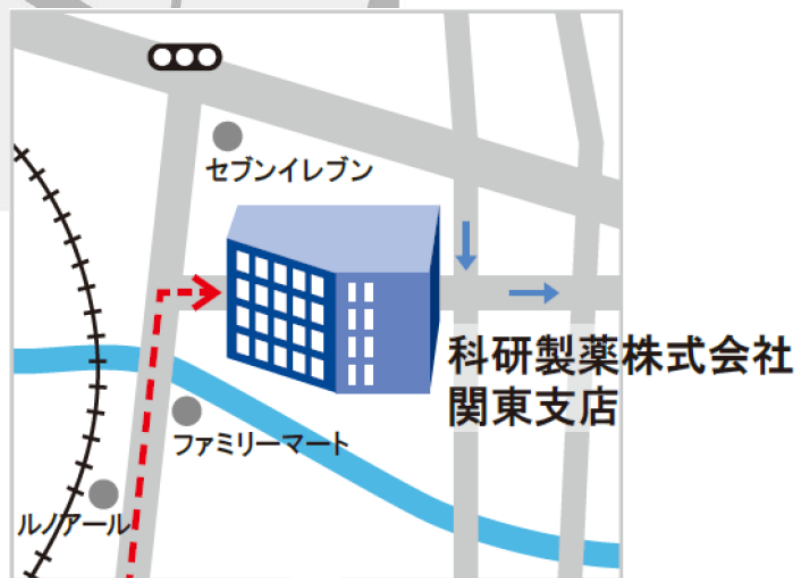 セブンイレブン
科研製薬株式会社
関東支店
ファミリーマート
ルノアール